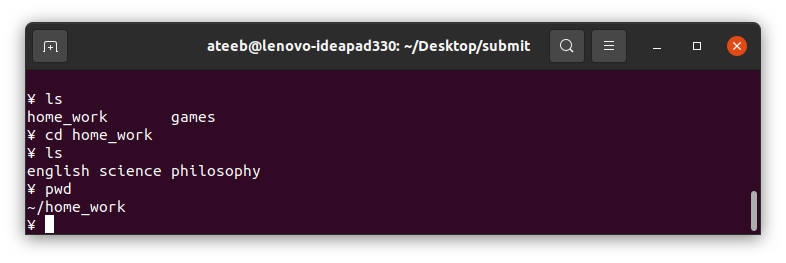 ateeb@lenovo-ideapad330: ~/Desktop/submit
¥ ls
home_work       games
¥ cd home_work
¥ ls
english science philosophy
¥ pwd
~/home_work
¥